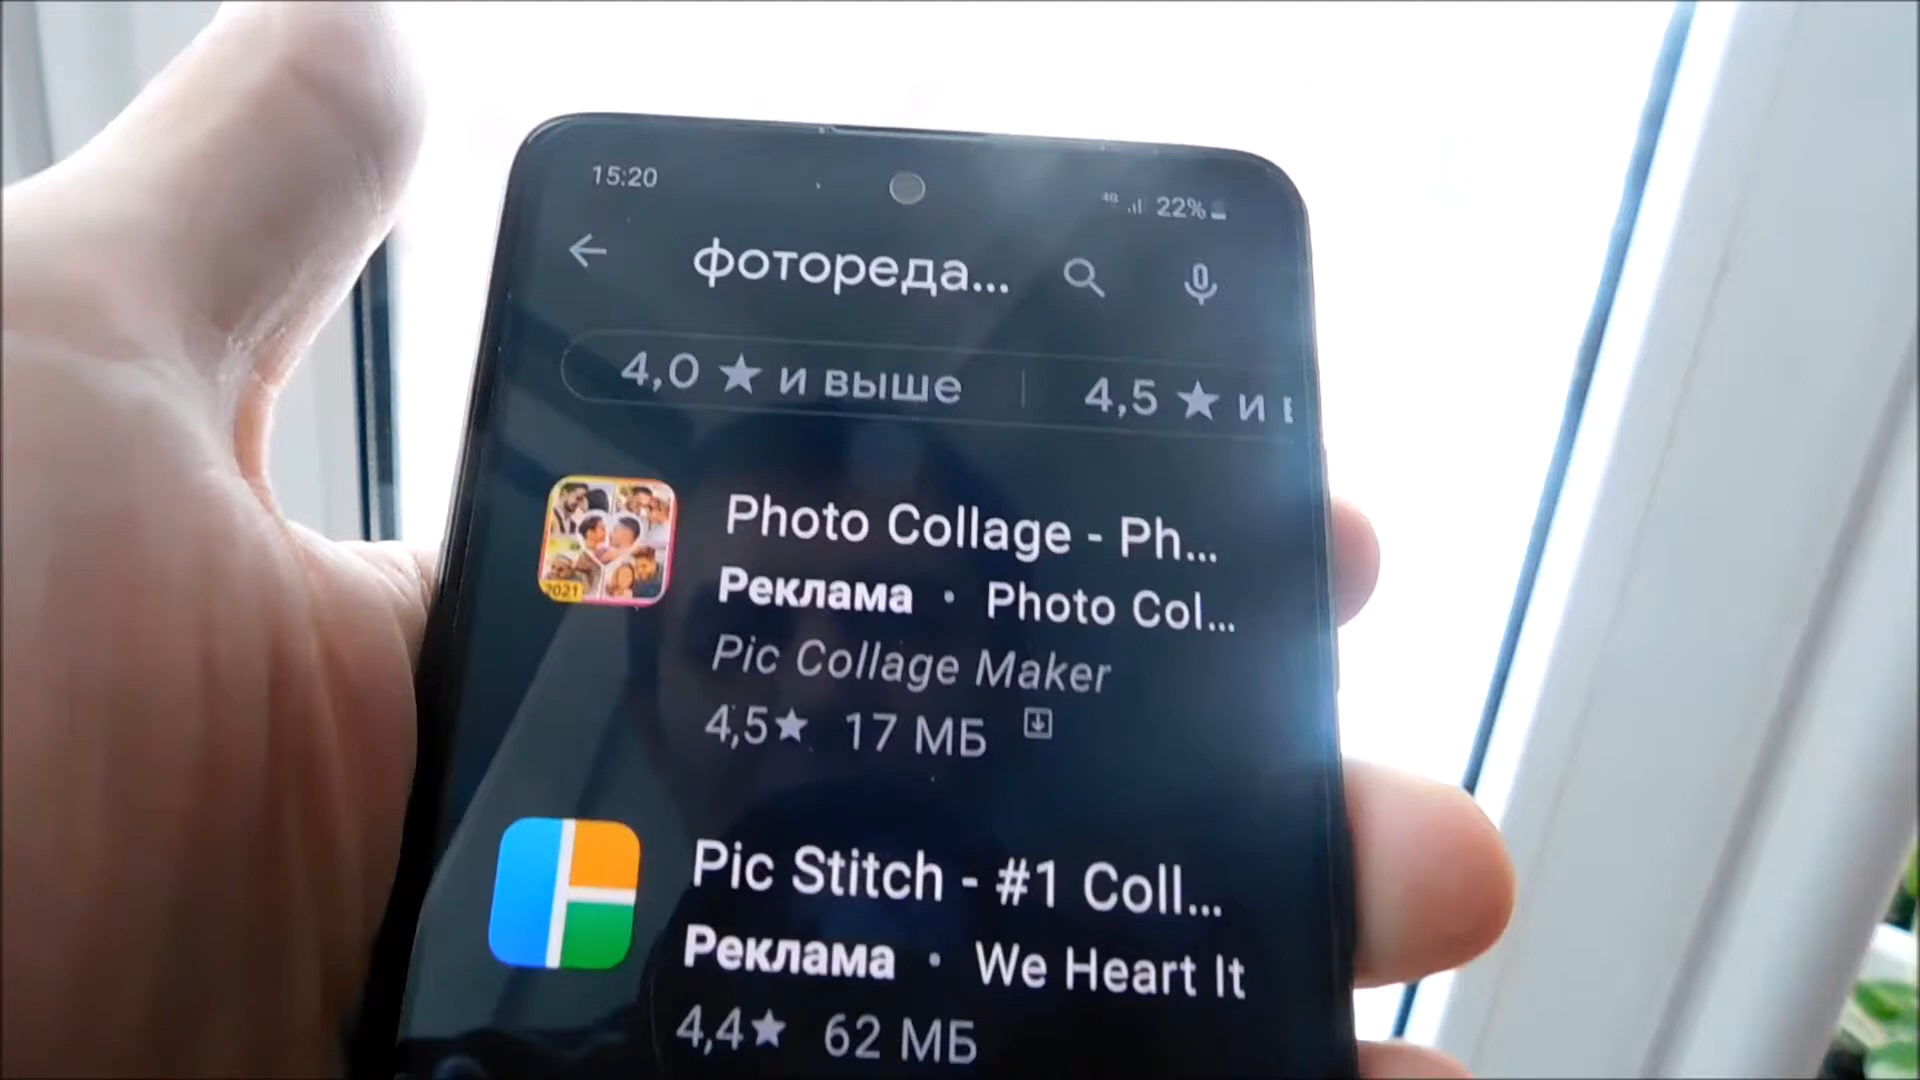 15:20
4G 22%
фотореда...
4,0 ★ и выше
4,5 ★ и в
2021
Photo Collage - Ph...
Реклама • Photo Col...
Pic Collage Maker
4,5★ 17 МБ
Pic Stitch - #1 Coll...
Реклама • We Heart It
4,4★ 62 МБ